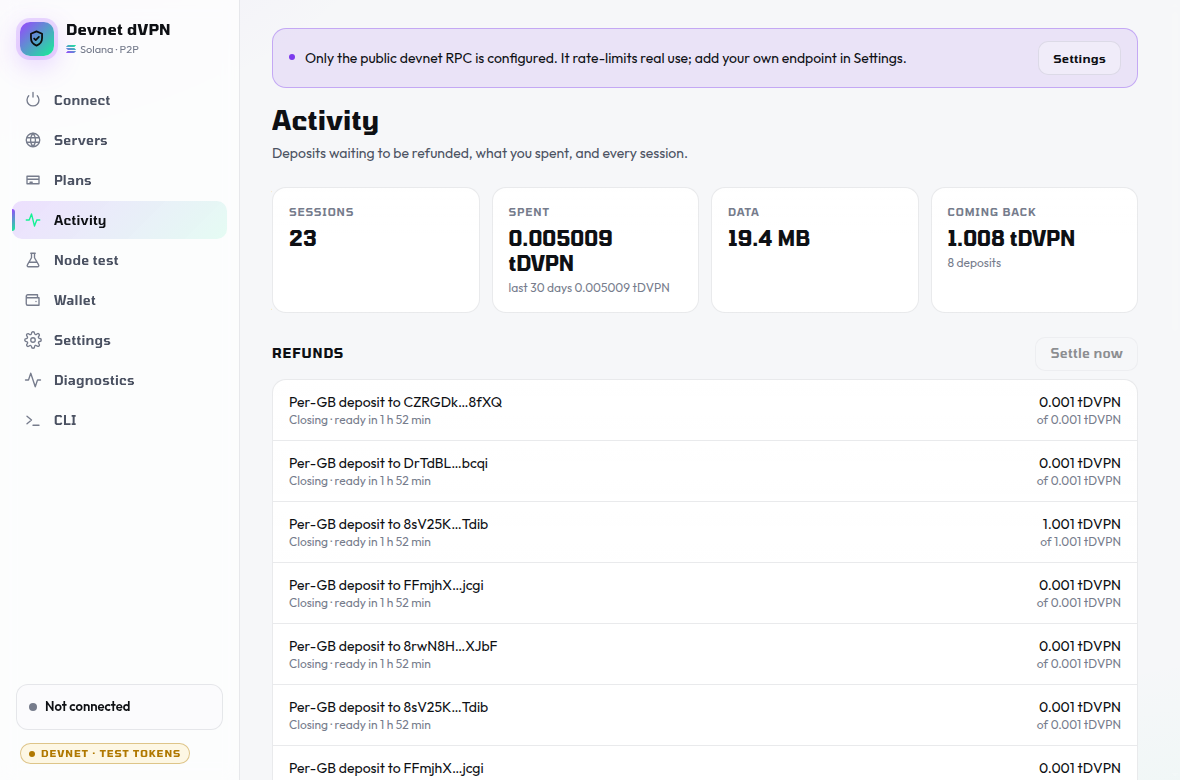 Devnet dVPN
Solana · P2P
Connect
Servers
Plans
Activity
Node test
Wallet
Settings
Diagnostics
CLI
Not connected
DEVNET · TEST TOKENS
Only the public devnet RPC is configured. It rate-limits real use; add your own endpoint in Settings.
Settings
Activity
Deposits waiting to be refunded, what you spent, and every session.
SESSIONS
23
SPENT
0.005009
tDVPN
last 30 days 0.005009 tDVPN
DATA
19.4 MB
COMING BACK
1.008 tDVPN
8 deposits
REFUNDS
Settle now
Per-GB deposit to CZRGDk...8fXQ
0.001 tDVPN
Closing · ready in 1 h 52 min
of 0.001 tDVPN
Per-GB deposit to DrTdBL...bcqi
0.001 tDVPN
Closing · ready in 1 h 52 min
of 0.001 tDVPN
Per-GB deposit to 8sV25K...Tdib
1.001 tDVPN
Closing · ready in 1 h 52 min
of 1.001 tDVPN
Per-GB deposit to FFmjhX...jcgi
0.001 tDVPN
Closing · ready in 1 h 52 min
of 0.001 tDVPN
Per-GB deposit to 8rwN8H...XJbF
0.001 tDVPN
Closing · ready in 1 h 52 min
of 0.001 tDVPN
Per-GB deposit to 8sV25K...Tdib
0.001 tDVPN
Closing · ready in 1 h 52 min
of 0.001 tDVPN
Per-GB deposit to FFmjhX...jcgi
0.001 tDVPN